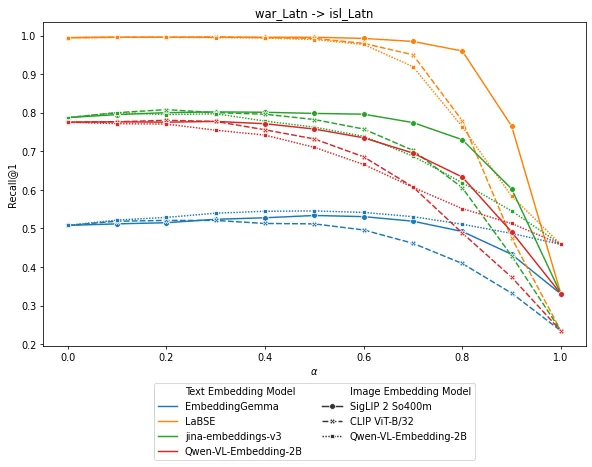 war_Latn -> isl_Latn
Recall@1
1.0
0.9
0.8
0.7
0.6
0.5
0.4
0.3
0.2
0.0 0.2 0.4 0.6 0.8 1.0
α
Text Embedding Model Image Embedding Model
EmbeddingGemma SigLIP 2 So400m
LaBSE CLIP ViT-B/32
jina-embeddings-v3 Qwen-VL-Embedding-2B
Qwen-VL-Embedding-2B